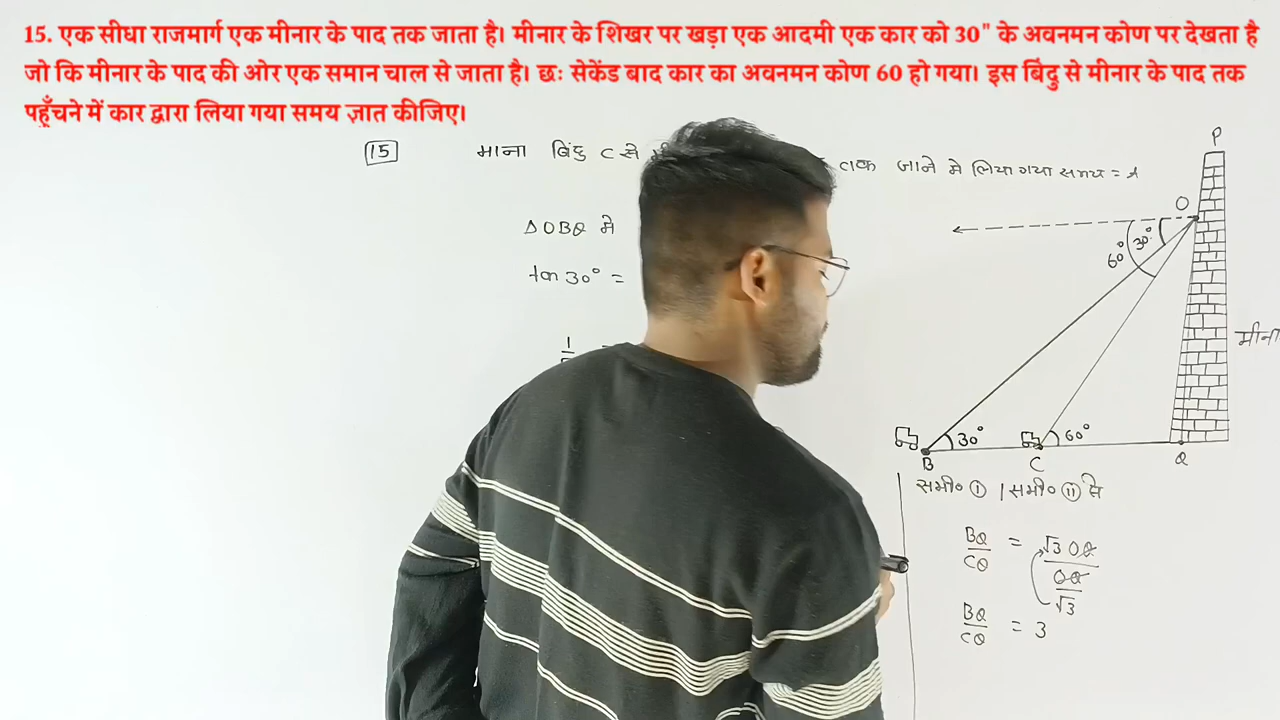 15. एक सीधा राजमार्ग एक मीनार के पाद तक जाता है। मीनार के शिखर पर खड़ा एक आदमी एक कार को 30" के अवनमन कोण पर देखता है
जो कि मीनार के पाद की ओर एक समान चाल से जाता है। छः सेकेंड बाद कार का अवनमन कोण 60 हो गया। इस बिंदु से मीनार के पाद तक
पहुँचने में कार द्वारा लिया गया समय ज्ञात कीजिए।
15
माना बिंदु C से
तक जाने मे लिया गया समय =
Δ OBQ मे
tan 30° =
1
P
O
30°
60°
मीना
30°
60°
B
C
Q
समी० (i) / समी० (ii) से
BQ/CQ = √3 OQ / OQ/√3
BQ/CQ = 3